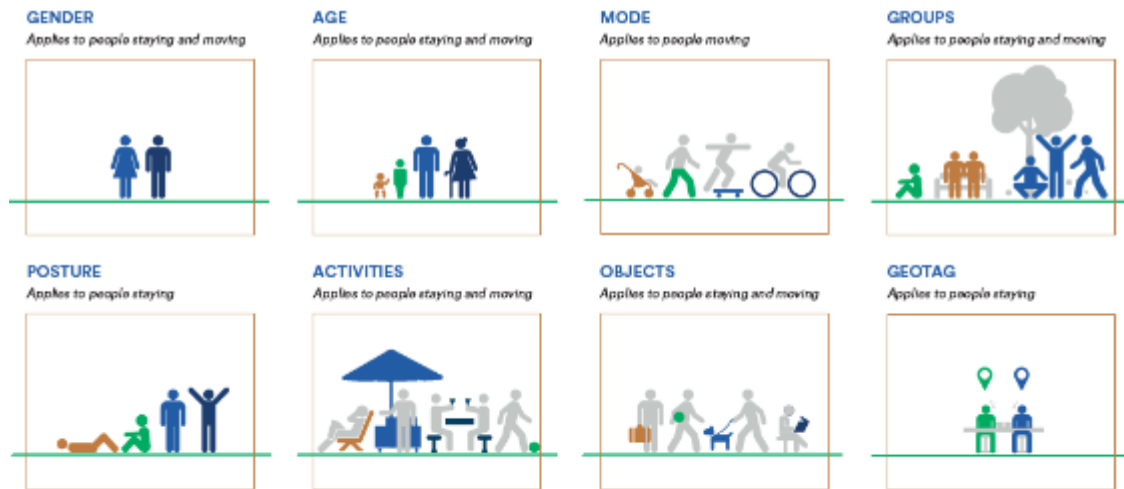 GENDER
Applies to people staying and moving
AGE
Applies to people staying and moving
MODE
Applies to people moving
GROUPS
Applies to people staying and moving
POSTURE
Applies to people staying
ACTIVITIES
Applies to people staying and moving
OBJECTS
Applies to people staying and moving
GEOTAG
Applies to people staying